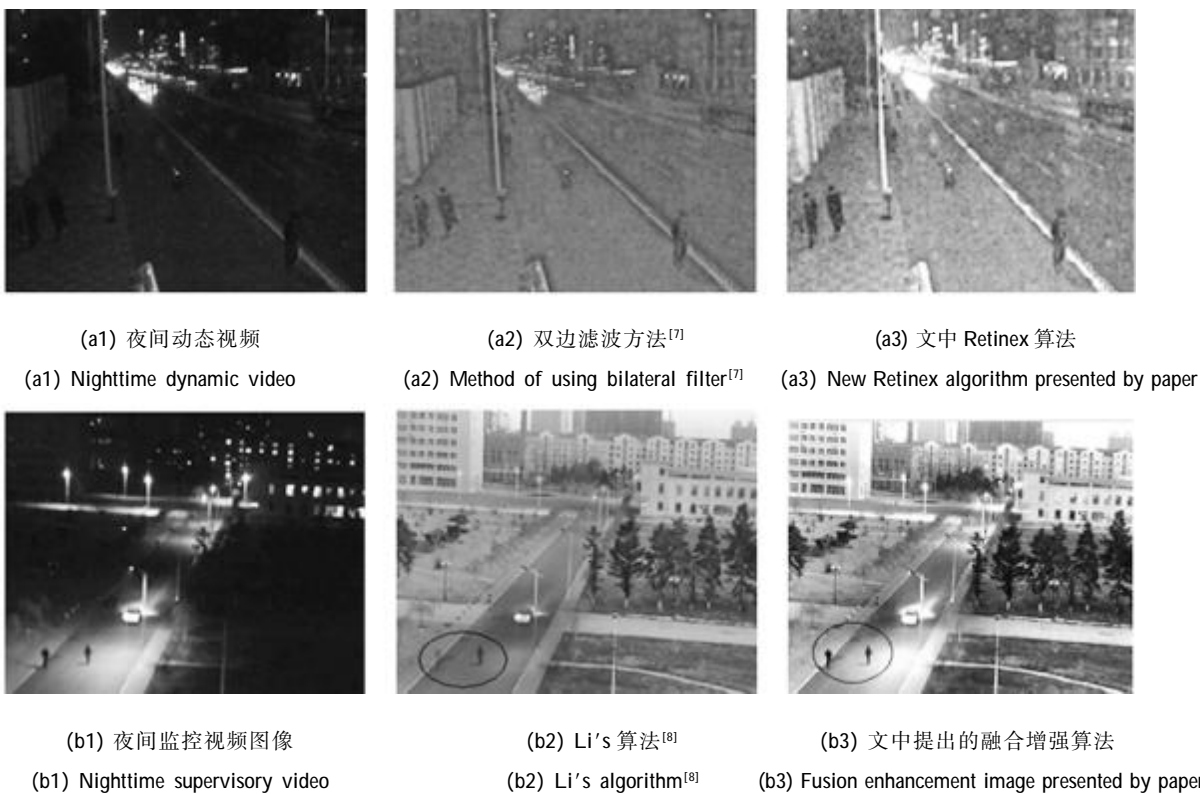 (a1) 夜间动态视频
(a2) 双边滤波方法[7]
(a3) 文中 Retinex 算法
(a1) Nighttime dynamic video
(a2) Method of using bilateral filter[7]
(a3) New Retinex algorithm presented by paper
(b1) 夜间监控视频图像
(b2) Li's 算法[8]
(b3) 文中提出的融合增强算法
(b1) Nighttime supervisory video
(b2) Li's algorithm[8]
(b3) Fusion enhancement image presented by paper